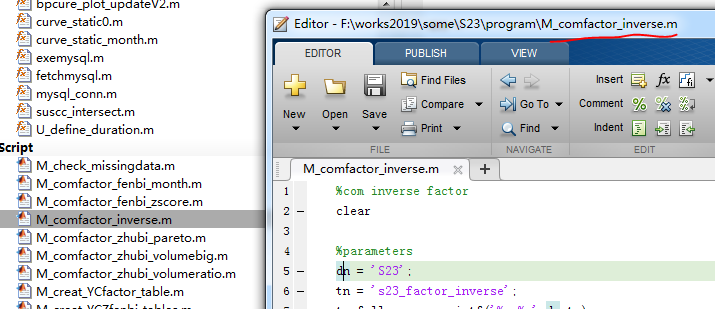 bpcure_plot_updateV2.m
curve_static0.m
curve_static_month.m
exemysql.m
fetchmysql.m
mysql_conn.m
suscc_intersect.m
U_define_duration.m
Script
M_check_missingdata.m
M_comfactor_fenbi_month.m
M_comfactor_fenbi_zscore.m
M_comfactor_inverse.m
M_comfactor_zhubi_pareto.m
M_comfactor_zhubi_volumebig.m
M_comfactor_zhubi_volumeratio.m
M_creat_YCfactor_table.m
Editor - F:\works2019\some\S23\program\M_comfactor_inverse.m
EDITOR PUBLISH VIEW
New Open Save
Find Files
Compare
Print
Go To
Find
Insert fx
Comment
Indent
FILE NAVIGATE EDIT
M_comfactor_inverse.m
1 %com inverse factor
2 – clear
3
4 %parameters
5 – dn = 'S23';
6 – tn = 's23_factor_inverse';